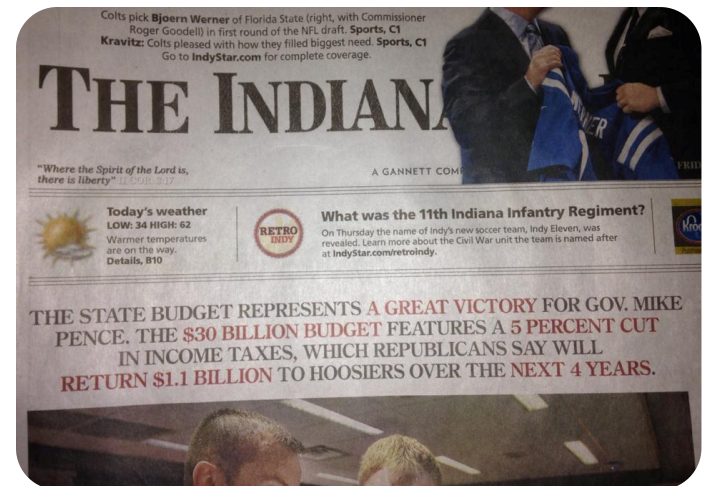 Colts pick Bjoern Werner of Florida State (right, with Commissioner
Roger Goodell) in first round of the NFL draft. Sports, C1
Kravitz: Colts pleased with how they filled biggest need. Sports, C1
Go to IndyStar.com for complete coverage.
THE INDIANA
"Where the Spirit of the Lord is,
there is liberty" II COR. 3:17
A GANNETT COM
FRID
Today's weather
LOW: 34 HIGH: 62
Warmer temperatures
are on the way.
Details, B10
RETRO
INDY
What was the 11th Indiana Infantry Regiment?
On Thursday the name of Indy's new soccer team, Indy Eleven, was
revealed. Learn more about the Civil War unit the team is named after
at IndyStar.com/retroindy.
Kro
THE STATE BUDGET REPRESENTS A GREAT VICTORY FOR GOV. MIKE
PENCE. THE $30 BILLION BUDGET FEATURES A 5 PERCENT CUT
IN INCOME TAXES, WHICH REPUBLICANS SAY WILL
RETURN $1.1 BILLION TO HOOSIERS OVER THE NEXT 4 YEARS.